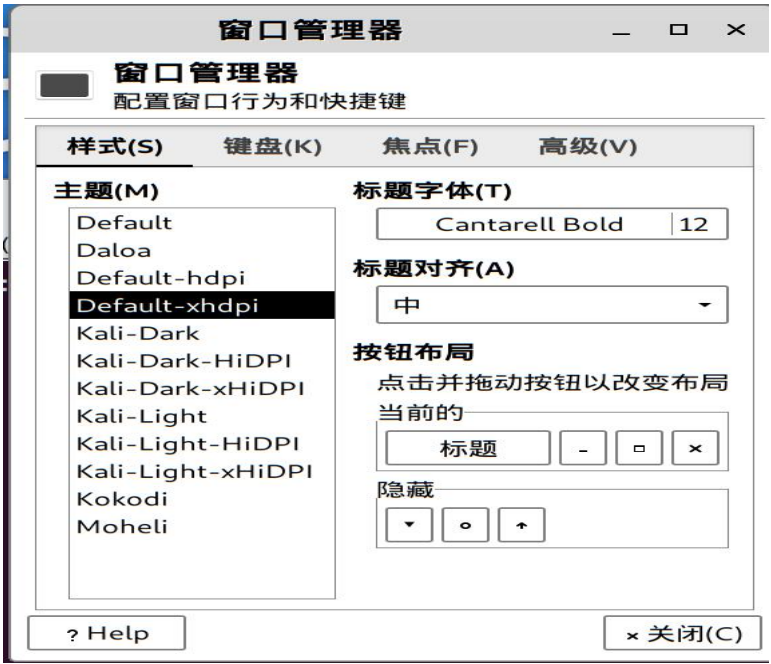 窗口管理器
窗口管理器
配置窗口行为和快捷键
样式(S) 键盘(K) 焦点(F) 高级(V)
主题(M)
Default
Daloa
Default-hdpi
Default-xhdpi
Kali-Dark
Kali-Dark-HiDPI
Kali-Dark-xHiDPI
Kali-Light
Kali-Light-HiDPI
Kali-Light-xHiDPI
Kokodi
Moheli
标题字体(T)
Cantarell Bold 12
标题对齐(A)
中
按钮布局
点击并拖动按钮以改变布局
当前的
标题
隐藏
? Help
× 关闭(C)